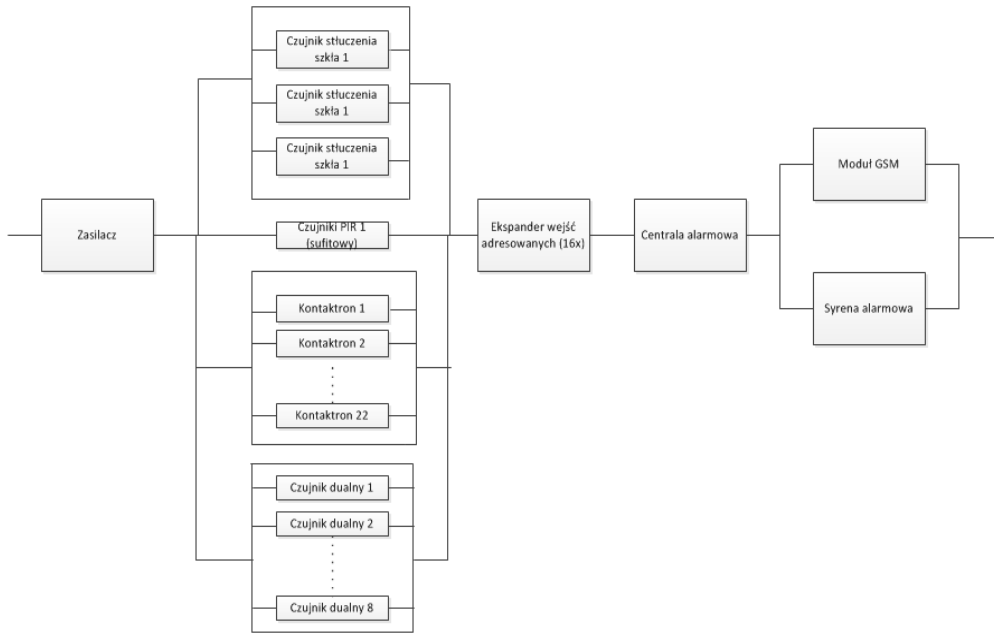 Czujnik stłuczenia
szkła 1
Czujnik stłuczenia
szkła 1
Czujnik stłuczenia
szkła 1
Zasilacz
Czujniki PIR 1
(sufitowy)
Ekspander wejść
adresowanych (16x)
Centrala alarmowa
Moduł GSM
Syrena alarmowa
Kontaktron 1
Kontaktron 2
Kontaktron 22
Czujnik dualny 1
Czujnik dualny 2
Czujnik dualny 8